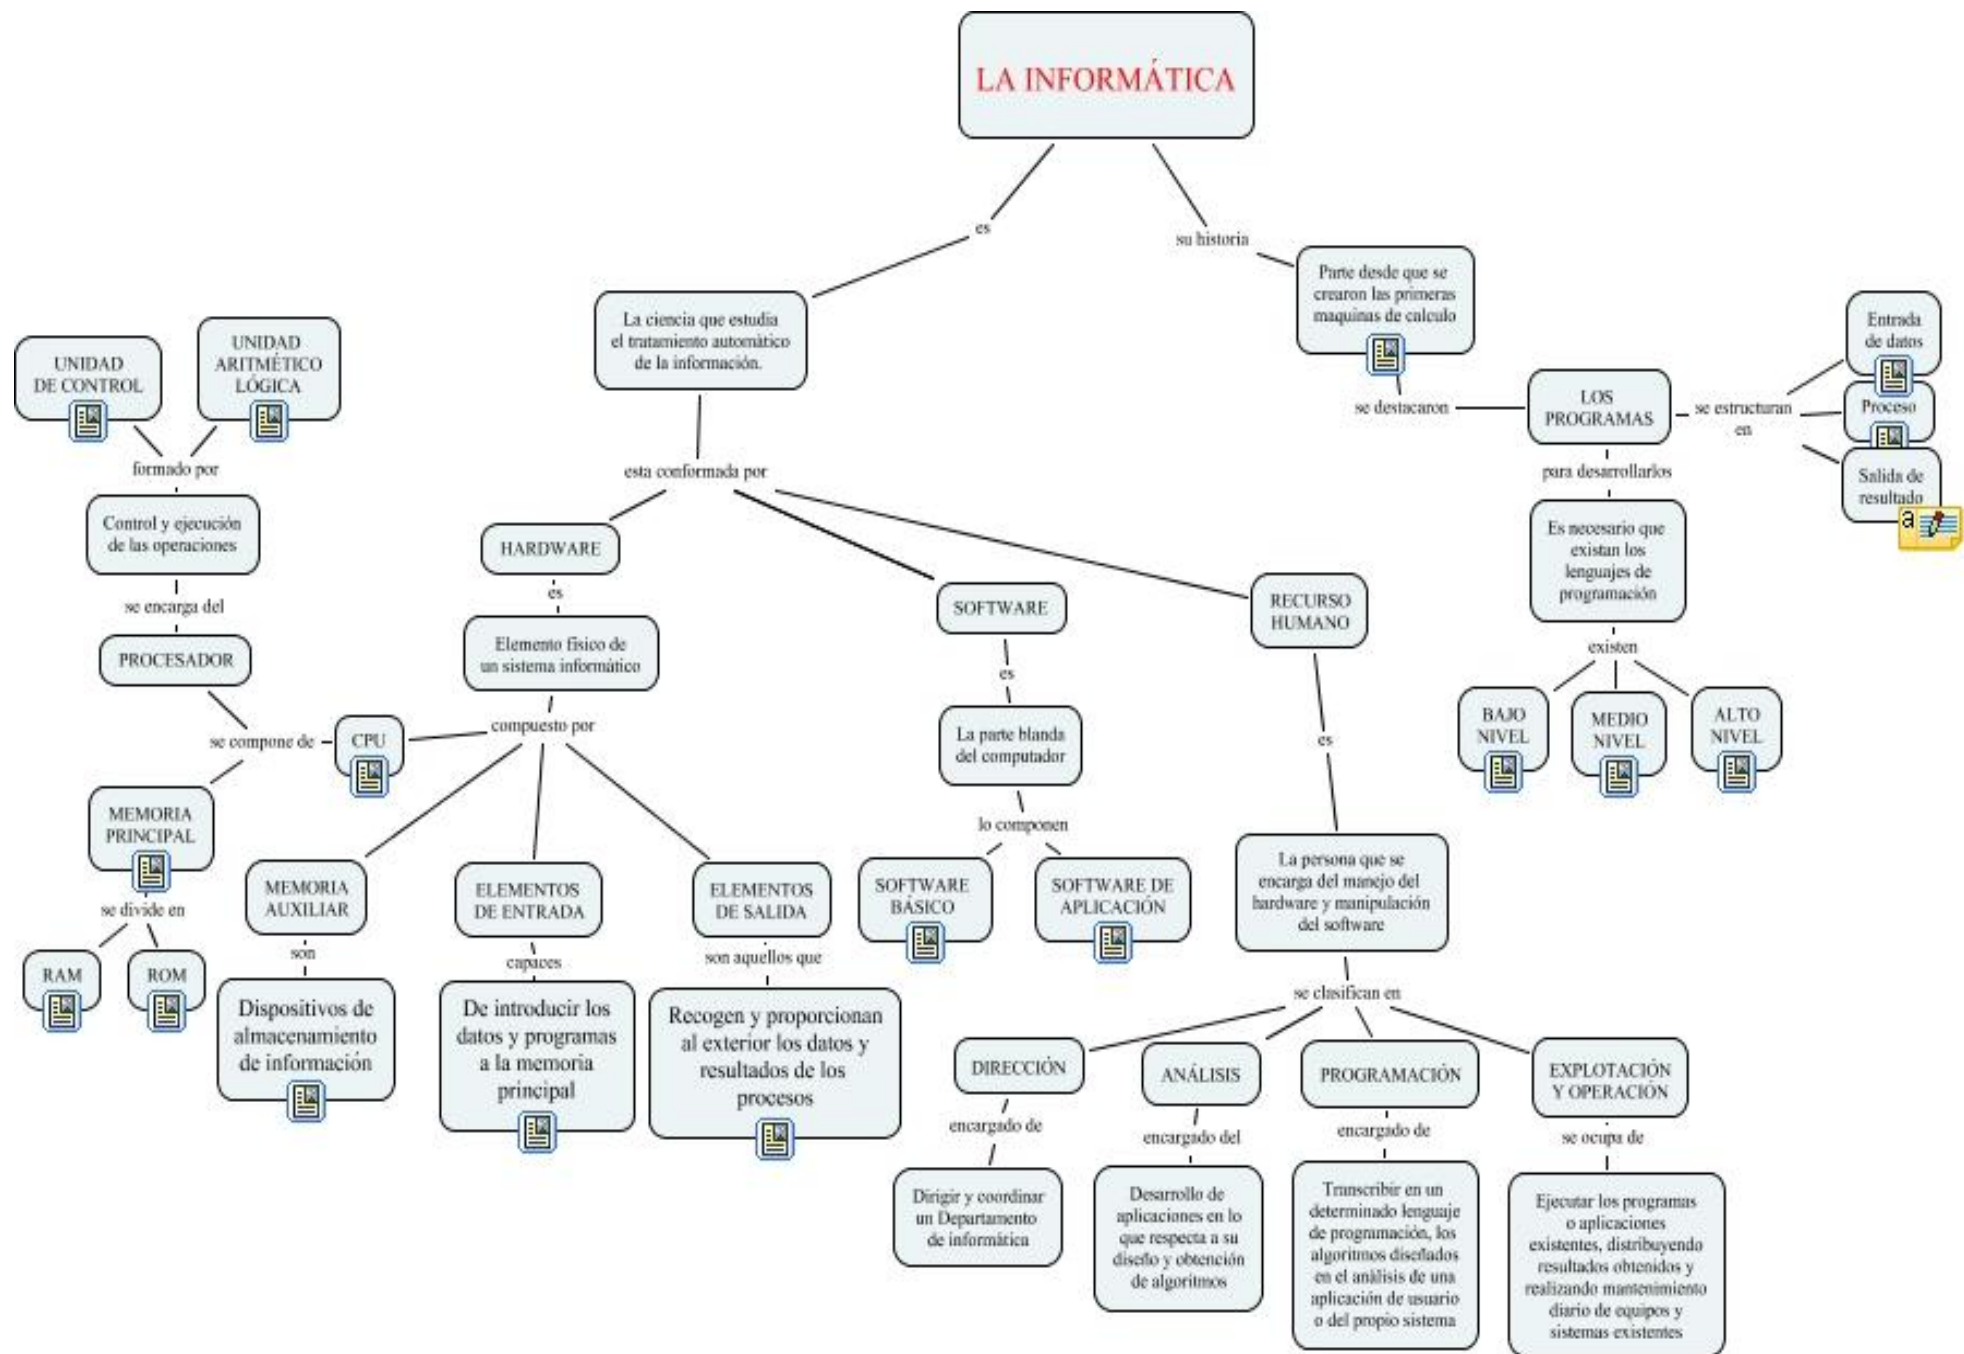 LA INFORMÁTICA
es
su historia
La ciencia que estudia
el tratamiento automático
de la información.
Parte desde que se
crearon las primeras
maquinas de calculo
se destacaron
LOS
PROGRAMAS
se estructuran
en
Entrada
de datos
Proceso
Salida de
resultado
a
para desarrollarlos
Es necesario que
existan los
lenguajes de
programación
existen
BAJO
NIVEL
MEDIO
NIVEL
ALTO
NIVEL
esta conformada por
HARDWARE
es
Elemento físico de
un sistema informático
compuesto por
CPU
se compone de
PROCESADOR
se encarga del
Control y ejecución
de las operaciones
formado por
UNIDAD
DE CONTROL
UNIDAD
ARITMÉTICO
LÓGICA
MEMORIA
PRINCIPAL
se divide en
RAM
ROM
MEMORIA
AUXILIAR
son
Dispositivos de
almacenamiento
de información
ELEMENTOS
DE ENTRADA
capaces
De introducir los
datos y programas
a la memoria
principal
ELEMENTOS
DE SALIDA
son aquellos que
Recogen y proporcionan
al exterior los datos y
resultados de los
procesos
SOFTWARE
es
La parte blanda
del computador
lo componen
SOFTWARE
BÁSICO
SOFTWARE DE
APLICACIÓN
RECURSO
HUMANO
es
La persona que se
encarga del manejo del
hardware y manipulación
del software
se clasifican en
DIRECCIÓN
encargado de
Dirigir y coordinar
un Departamento
de informática
ANÁLISIS
encargado del
Desarrollo de
aplicaciones en lo
que respecta a su
diseño y obtención
de algoritmos
PROGRAMACIÓN
encargado de
Transcribir en un
determinado lenguaje
de programación, los
algoritmos diseñados
en el análisis de una
aplicación de usuario
o del propio sistema
EXPLOTACIÓN
Y OPERACIÓN
se ocupa de
Ejecutar los programas
o aplicaciones
existentes, distribuyendo
resultados obtenidos y
realizando mantenimiento
diario de equipos y
sistemas existentes